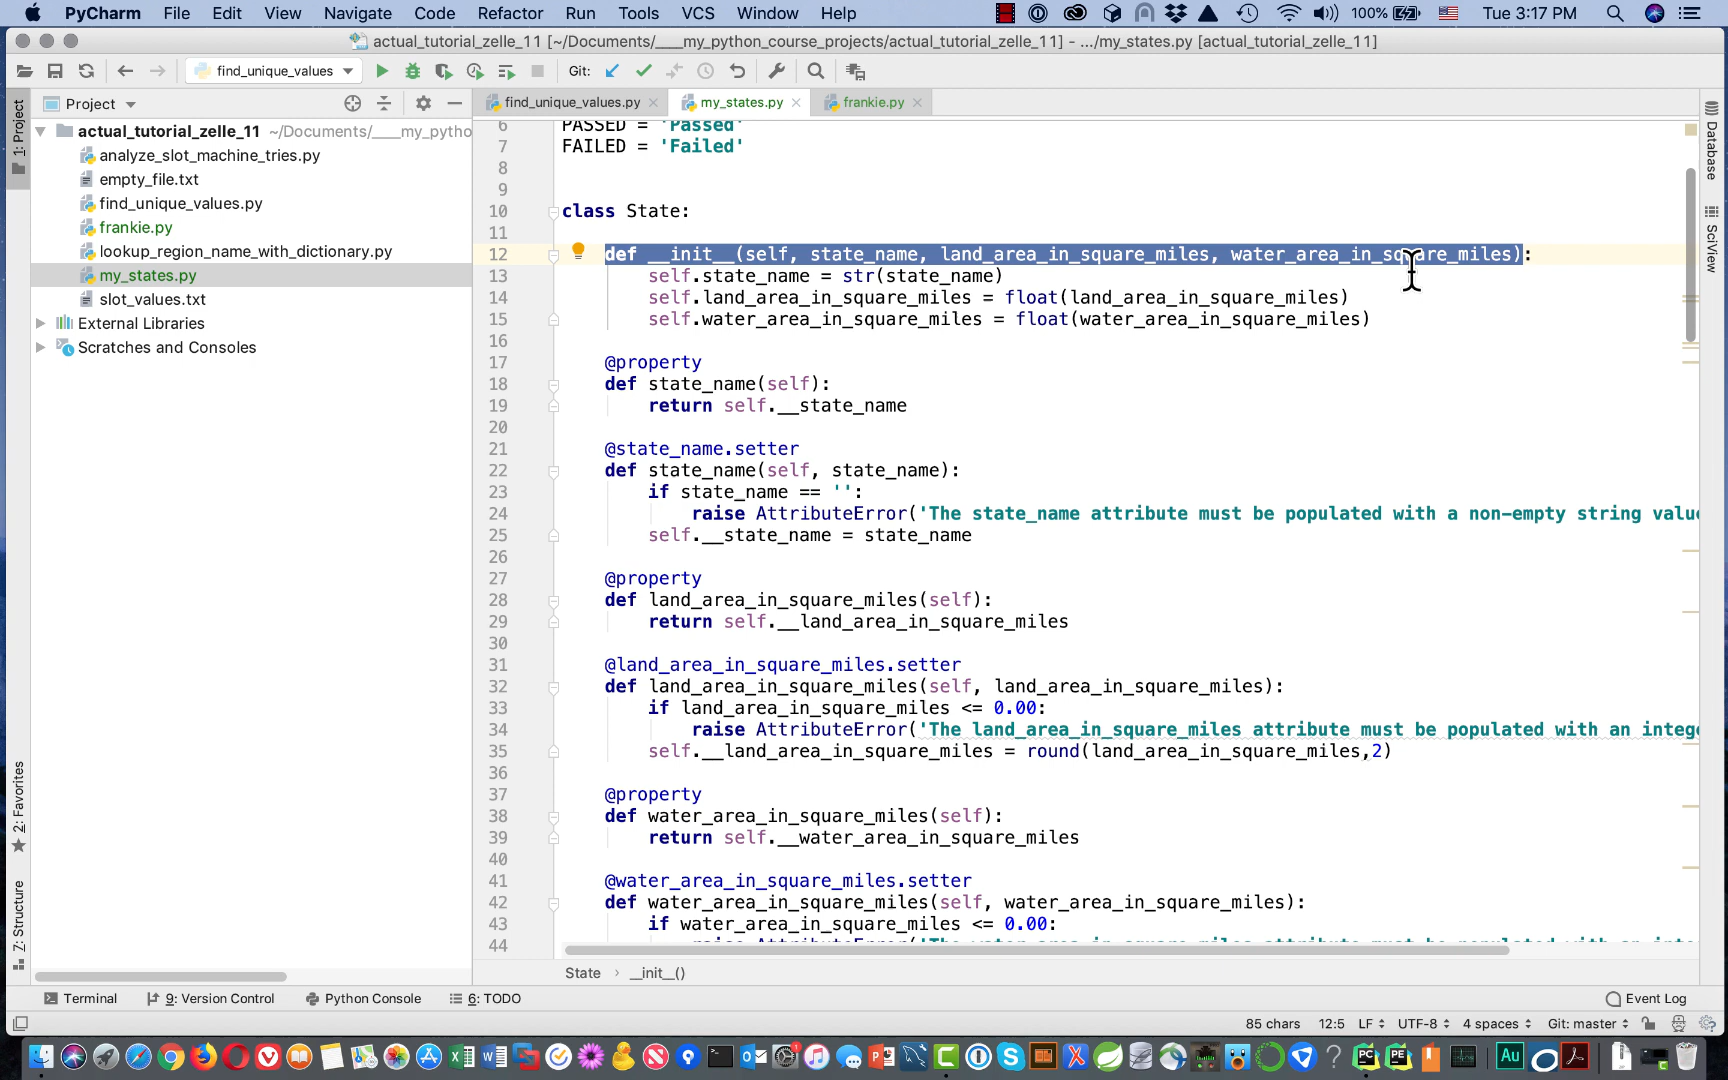 PyCharm File Edit View Navigate Code Refactor Run Tools VCS Window Help 100% Tue 3:17 PM
actual_tutorial_zelle_11 [~/Documents/____my_python_course_projects/actual_tutorial_zelle_11] - .../my_states.py [actual_tutorial_zelle_11]
find_unique_values Git:
Project
find_unique_values.py my_states.py frankie.py
1: Project
2: Favorites
7: Structure
Database
SciView
actual_tutorial_zelle_11 ~/Documents/____my_pytho
analyze_slot_machine_tries.py
empty_file.txt
find_unique_values.py
frankie.py
lookup_region_name_with_dictionary.py
my_states.py
slot_values.txt
External Libraries
Scratches and Consoles
6 PASSED = 'Passed'
7 FAILED = 'Failed'
8
9
10 class State:
11
12 def __init__(self, state_name, land_area_in_square_miles, water_area_in_square_miles):
13 self.state_name = str(state_name)
14 self.land_area_in_square_miles = float(land_area_in_square_miles)
15 self.water_area_in_square_miles = float(water_area_in_square_miles)
16
17 @property
18 def state_name(self):
19 return self.__state_name
20
21 @state_name.setter
22 def state_name(self, state_name):
23 if state_name == '':
24 raise AttributeError('The state_name attribute must be populated with a non-empty string valu
25 self.__state_name = state_name
26
27 @property
28 def land_area_in_square_miles(self):
29 return self.__land_area_in_square_miles
30
31 @land_area_in_square_miles.setter
32 def land_area_in_square_miles(self, land_area_in_square_miles):
33 if land_area_in_square_miles <= 0.00:
34 raise AttributeError('The land_area_in_square_miles attribute must be populated with an integ
35 self.__land_area_in_square_miles = round(land_area_in_square_miles,2)
36
37 @property
38 def water_area_in_square_miles(self):
39 return self.__water_area_in_square_miles
40
41 @water_area_in_square_miles.setter
42 def water_area_in_square_miles(self, water_area_in_square_miles):
43 if water_area_in_square_miles <= 0.00:
44
State › __init__()
Terminal 9: Version Control Python Console 6: TODO Event Log
85 chars 12:5 LF UTF-8 4 spaces Git: master